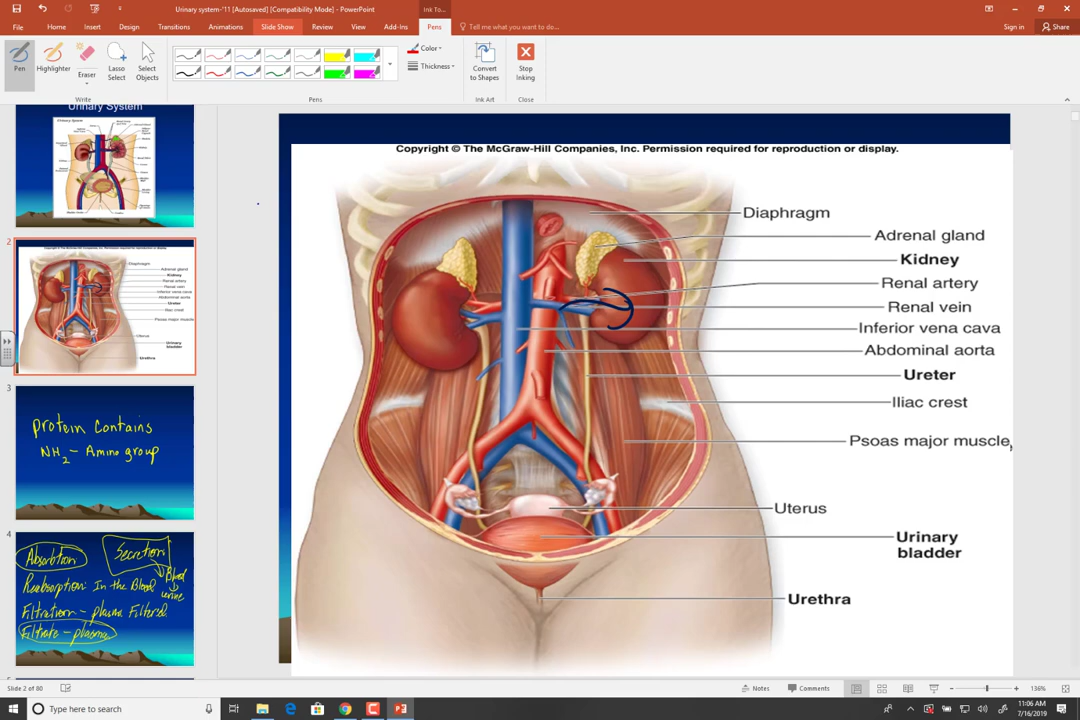 Urinary system-'11 [Autosaved] [Compatibility Mode] - PowerPoint
Ink To...
File Home Insert Design Transitions Animations Slide Show Review View Add-Ins Pens Tell me what you want to do...
Sign in Share
Pen Highlighter Eraser Lasso Select Select Objects
Color
Thickness
Convert to Shapes
Stop Inking
Write Pens Ink Art Close
Urinary System
2
3
Protein Contains
NH2 - Amino group
4
Absorbtion Secretion
Blood
Reabsorption: In the Blood
urine
Filtration - plasma Filtered
Filtrate - plasma
5
Copyright © The McGraw-Hill Companies, Inc. Permission required for reproduction or display.
Diaphragm
Adrenal gland
Kidney
Renal artery
Renal vein
Inferior vena cava
Abdominal aorta
Ureter
Iliac crest
Psoas major muscle
Uterus
Urinary
bladder
Urethra
Slide 2 of 80
Notes Comments
136%
Type here to search
11:06 AM
7/16/2019